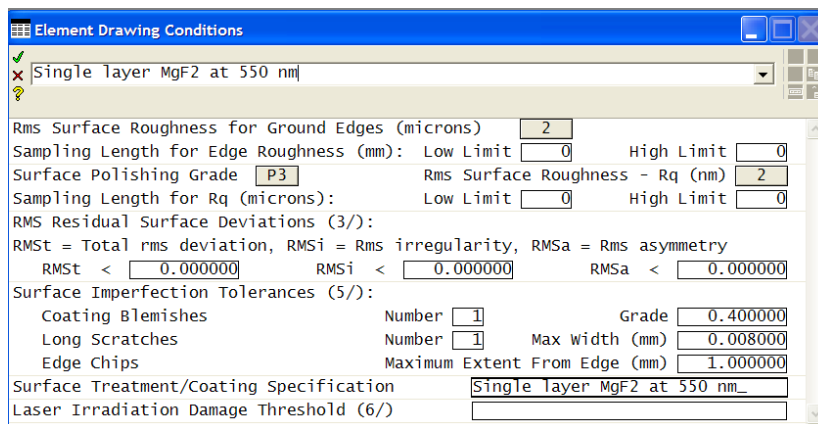 Element Drawing Conditions
Single layer MgF2 at 550 nm
Rms Surface Roughness for Ground Edges (microns) 2
Sampling Length for Edge Roughness (mm): Low Limit 0 High Limit 0
Surface Polishing Grade P3 Rms Surface Roughness - Rq (nm) 2
Sampling Length for Rq (microns): Low Limit 0 High Limit 0
RMS Residual Surface Deviations (3/):
RMSt = Total rms deviation, RMSi = Rms irregularity, RMSa = Rms asymmetry
RMSt < 0.000000 RMSi < 0.000000 RMSa < 0.000000
Surface Imperfection Tolerances (5/):
Coating Blemishes Number 1 Grade 0.400000
Long Scratches Number 1 Max Width (mm) 0.008000
Edge Chips Maximum Extent From Edge (mm) 1.000000
Surface Treatment/Coating Specification Single layer MgF2 at 550 nm_
Laser Irradiation Damage Threshold (6/)